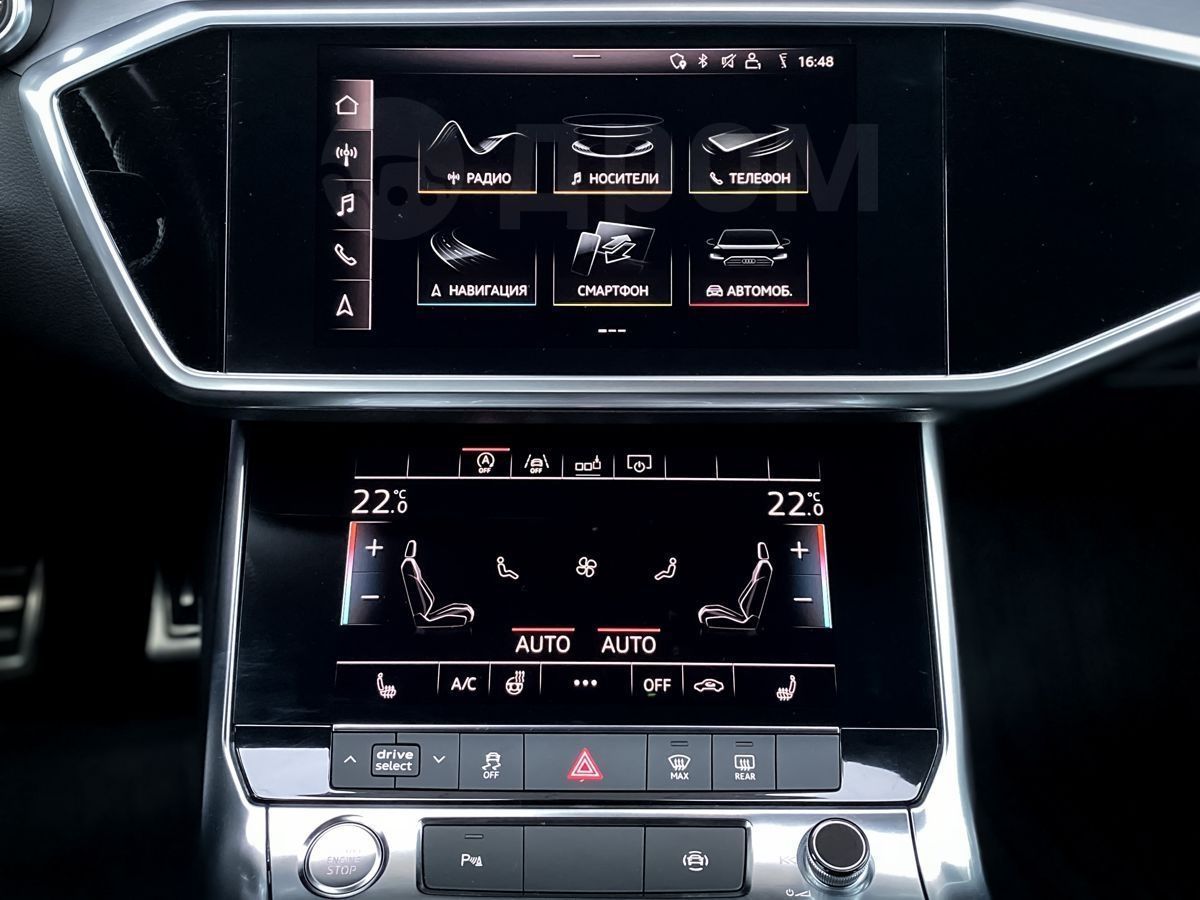 16:48
ДРОМ
РАДИО
НОСИТЕЛИ
ТЕЛЕФОН
НАВИГАЦИЯ
СМАРТФОН
АВТОМОБ.
A OFF
OFF
22.0 °C
22.0 °C
+
+
−
−
AUTO
AUTO
A/C
•••
OFF
drive
select
OFF
MAX
REAR
ENGINE
STOP
P